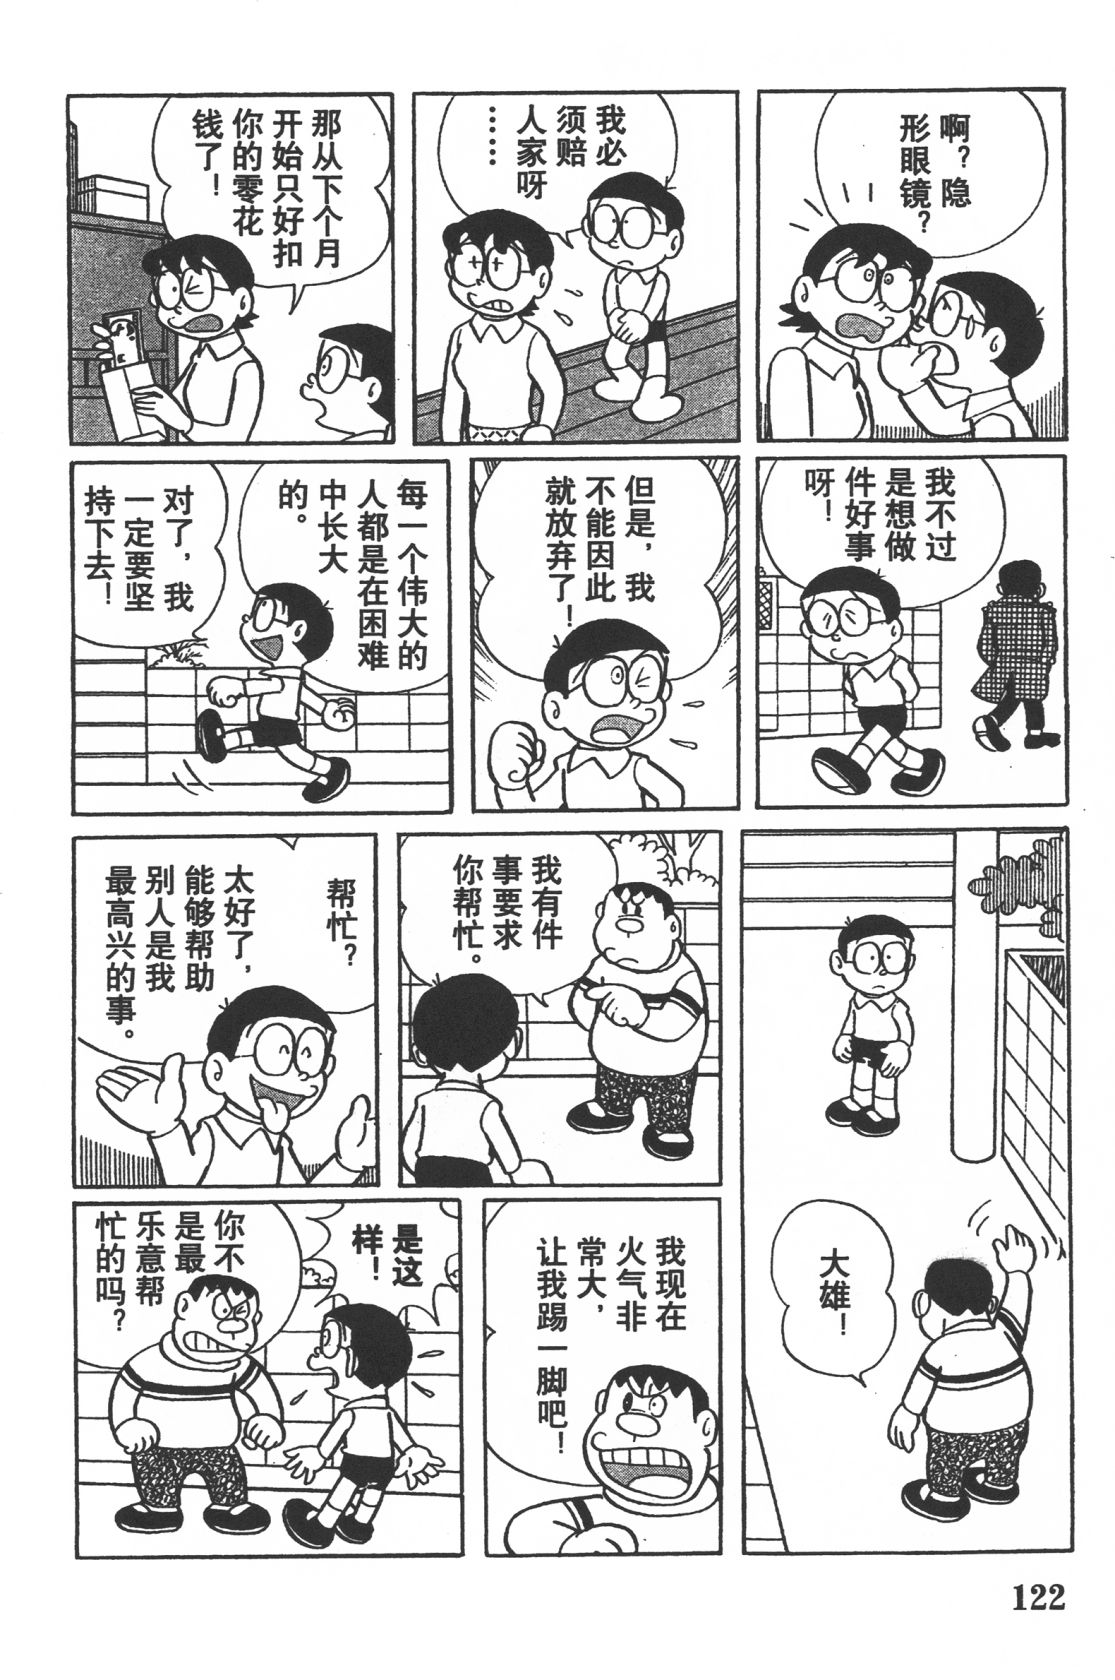 啊？隐
形眼镜？
我必
须赔
人家呀
……
那从下个月
开始只好扣
你的零花
钱了！
我不过
是想做
件好事
呀！
但是，我
不能因此
就放弃了！
每一个伟大的
人都是在困难
中长大
的。
对了，我
一定要坚
持下去！
大雄！
我有件
事要求
你帮忙。
帮忙？
太好了，
能够帮助
别人是我
最高兴的事。
我现在
火气非
常大，
让我踢一脚吧！
是这
样！
你不
是最
乐意帮
忙的吗？
122